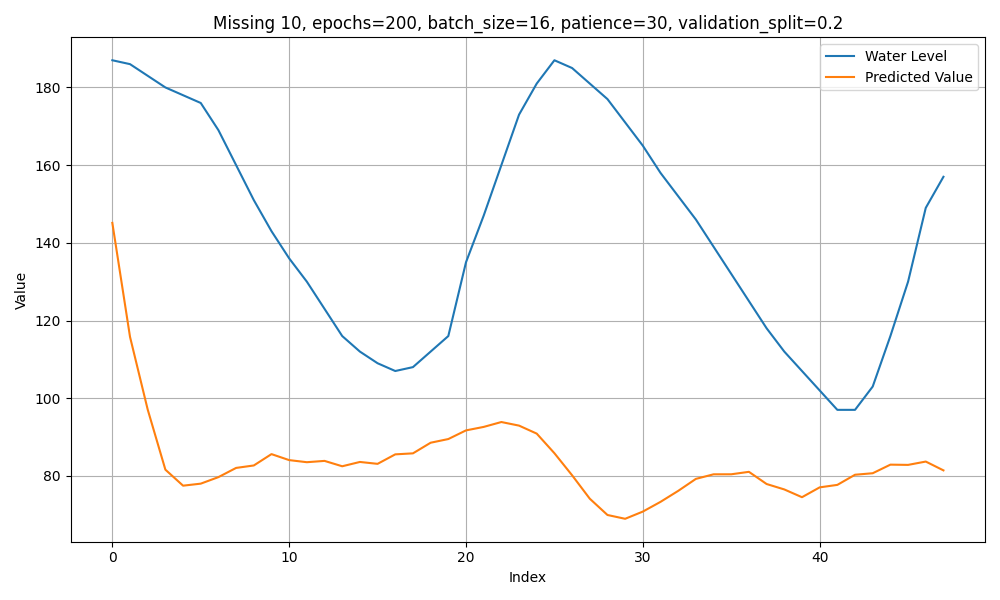 Missing 10, epochs=200, batch_size=16, patience=30, validation_split=0.2
Water Level
Predicted Value
Value
180
160
140
120
100
80
0 10 20 30 40
Index